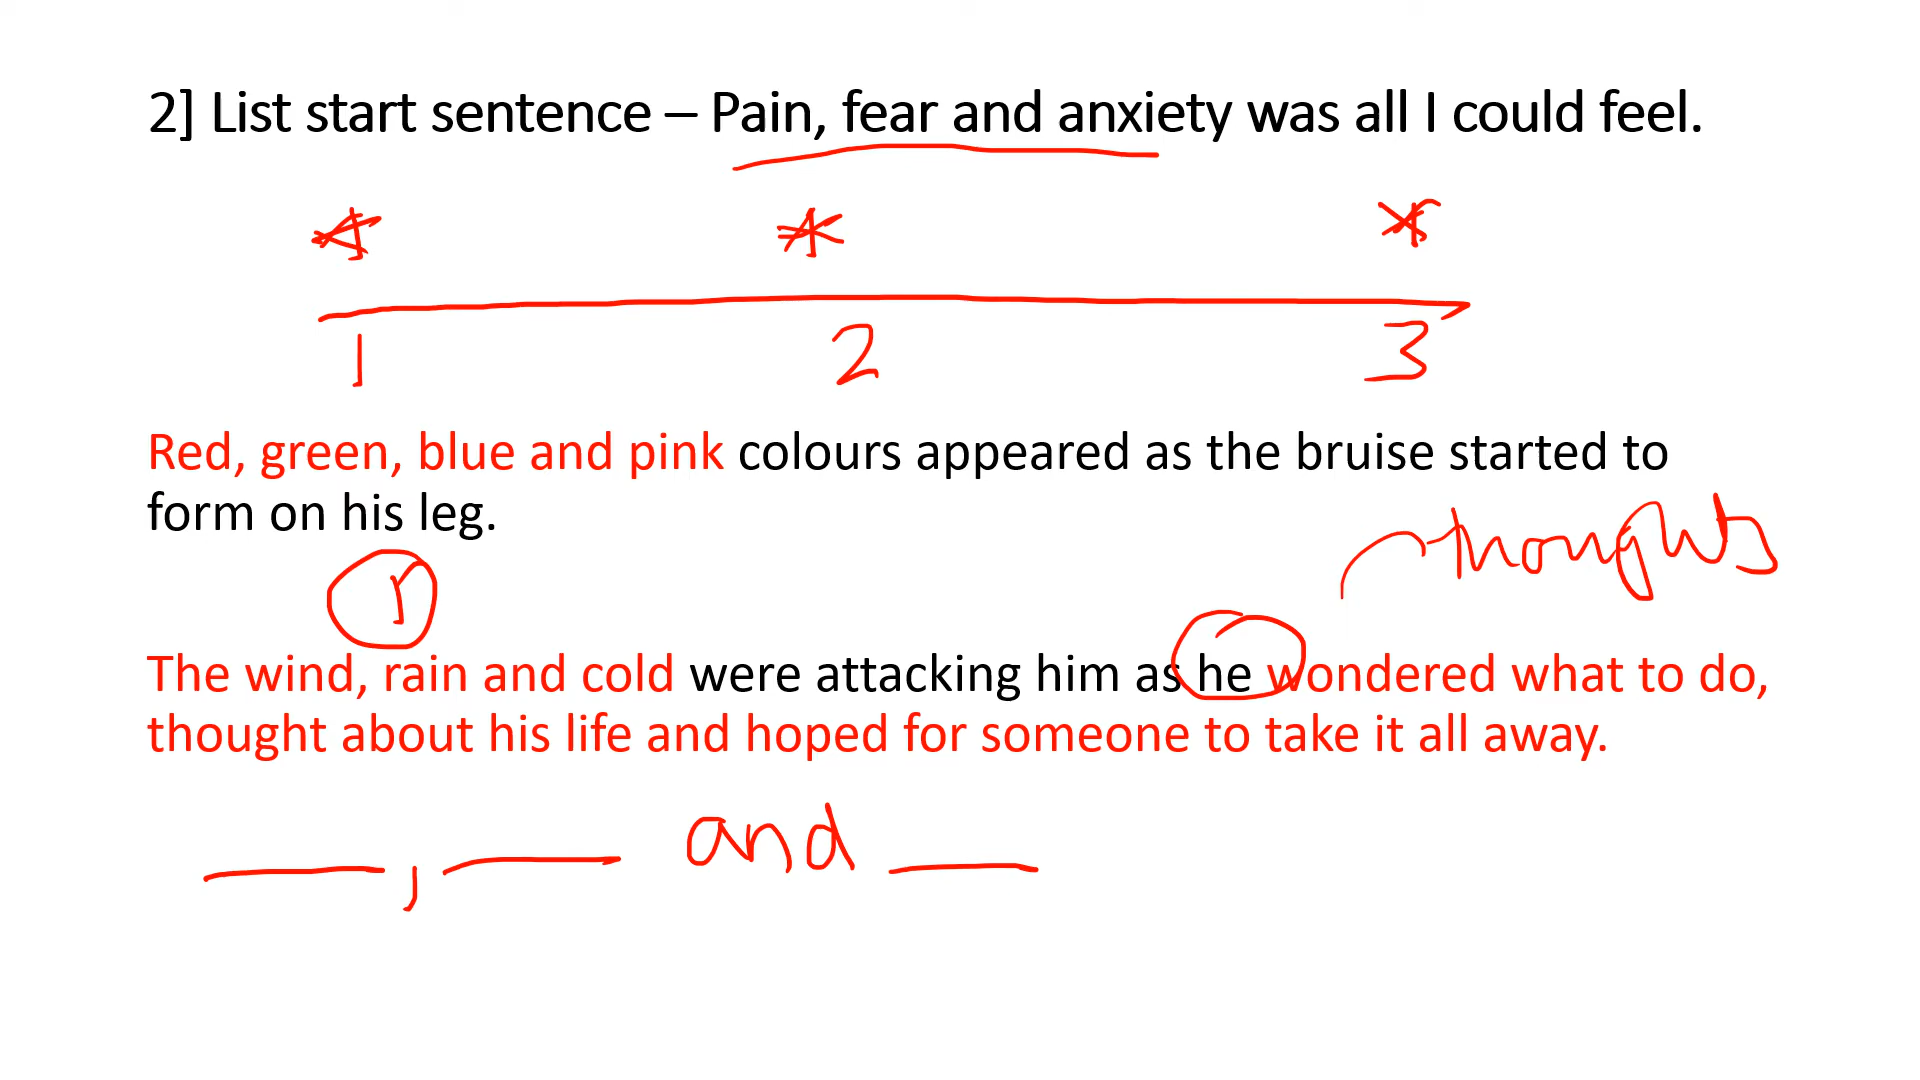 2] List start sentence – Pain, fear and anxiety was all I could feel.
1 2 3
Red, green, blue and pink colours appeared as the bruise started to
form on his leg.
thoughts
r
The wind, rain and cold were attacking him as he wondered what to do,
thought about his life and hoped for someone to take it all away.
, and